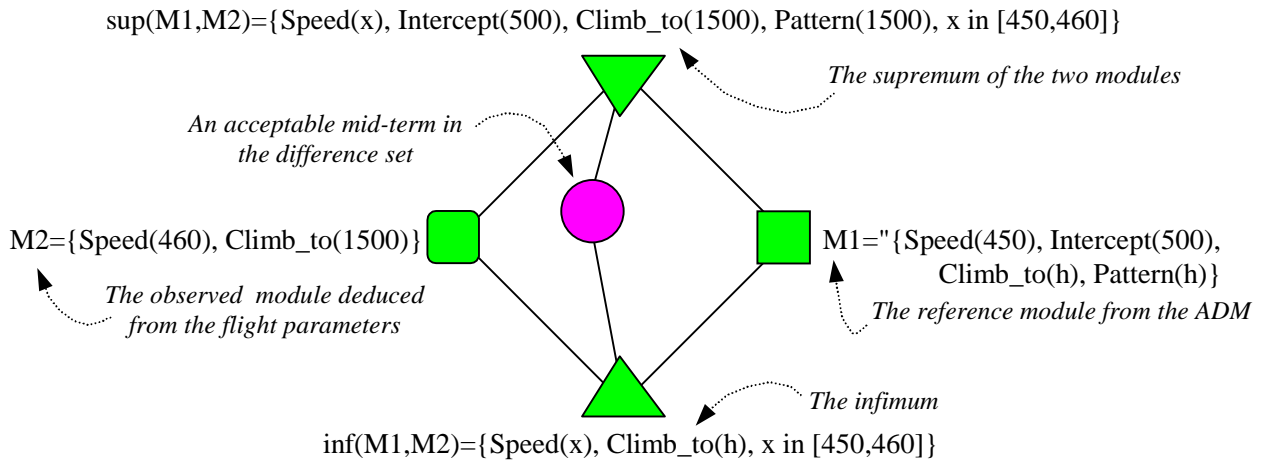 sup(M1,M2)={Speed(x), Intercept(500), Climb_to(1500), Pattern(1500), x in [450,460]}
The supremum of the two modules
An acceptable mid-term in
the difference set
M2={Speed(460), Climb_to(1500)}
M1="{Speed(450), Intercept(500),
Climb_to(h), Pattern(h)}
The observed module deduced
from the flight parameters
The reference module from the ADM
The infimum
inf(M1,M2)={Speed(x), Climb_to(h), x in [450,460]}